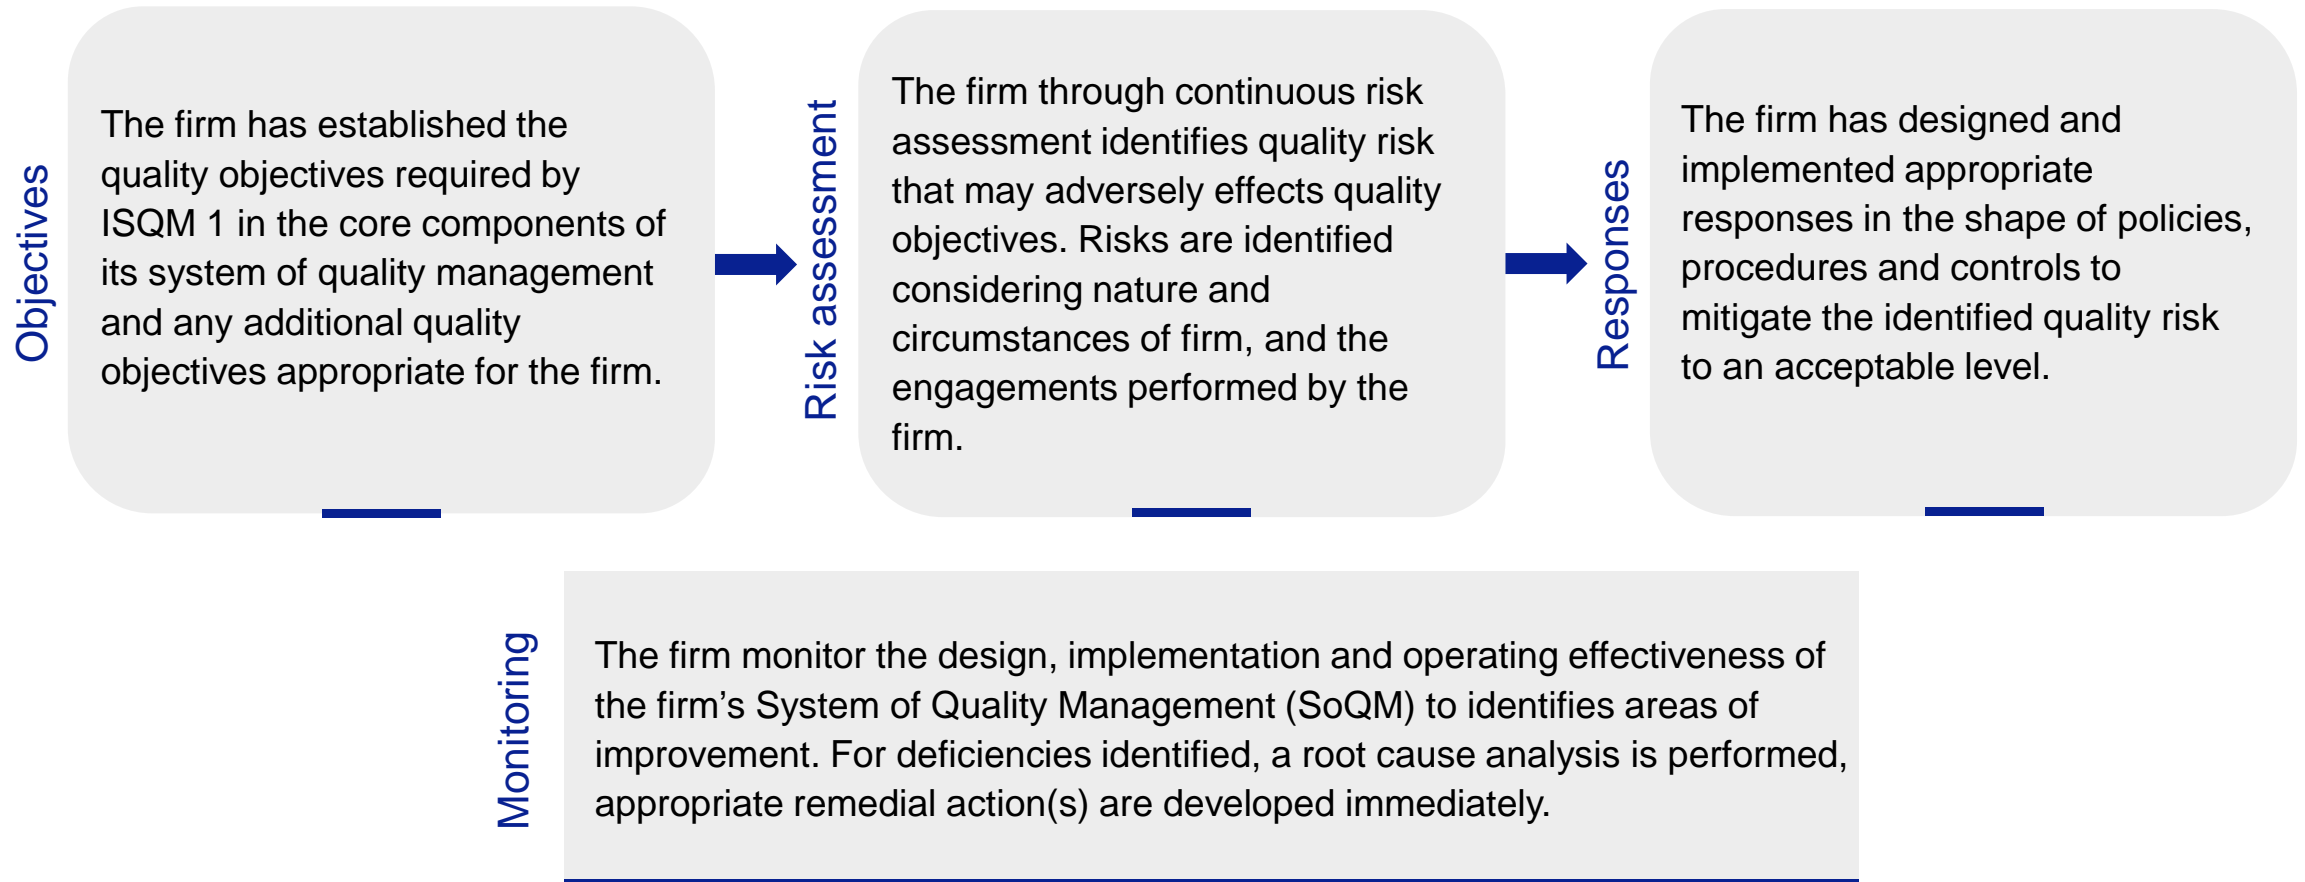 Objectives
The firm has established the
quality objectives required by
ISQM 1 in the core components of
its system of quality management
and any additional quality
objectives appropriate for the firm.
Risk assessment
The firm through continuous risk
assessment identifies quality risk
that may adversely effects quality
objectives. Risks are identified
considering nature and
circumstances of firm, and the
engagements performed by the
firm.
Responses
The firm has designed and
implemented appropriate
responses in the shape of policies,
procedures and controls to
mitigate the identified quality risk
to an acceptable level.
Monitoring
The firm monitor the design, implementation and operating effectiveness of
the firm’s System of Quality Management (SoQM) to identifies areas of
improvement. For deficiencies identified, a root cause analysis is performed,
appropriate remedial action(s) are developed immediately.